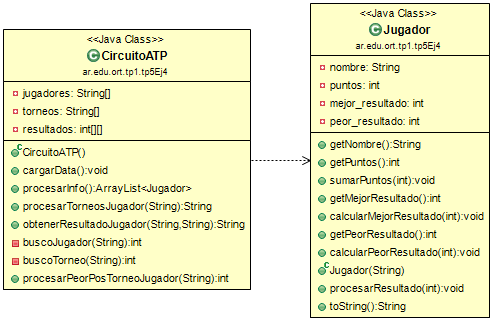 <<Java Class>>
CircuitoATP
ar.edu.ort.tp1.tp5Ej4
jugadores: String[]
torneos: String[]
resultados: int[][]
CircuitoATP()
cargarData():void
procesarInfo():ArrayList<Jugador>
procesarTorneosJugador(String):String
obtenerResultadoJugador(String,String):String
buscoJugador(String):int
buscoTorneo(String):int
procesarPeorPosTorneoJugador(String):int
<<Java Class>>
Jugador
ar.edu.ort.tp1.tp5Ej4
nombre: String
puntos: int
mejor_resultado: int
peor_resultado: int
getNombre():String
getPuntos():int
sumarPuntos(int):void
getMejorResultado():int
calcularMejorResultado(int):void
getPeorResultado():int
calcularPeorResultado(int):void
Jugador(String)
procesarResultado(int):void
toString():String